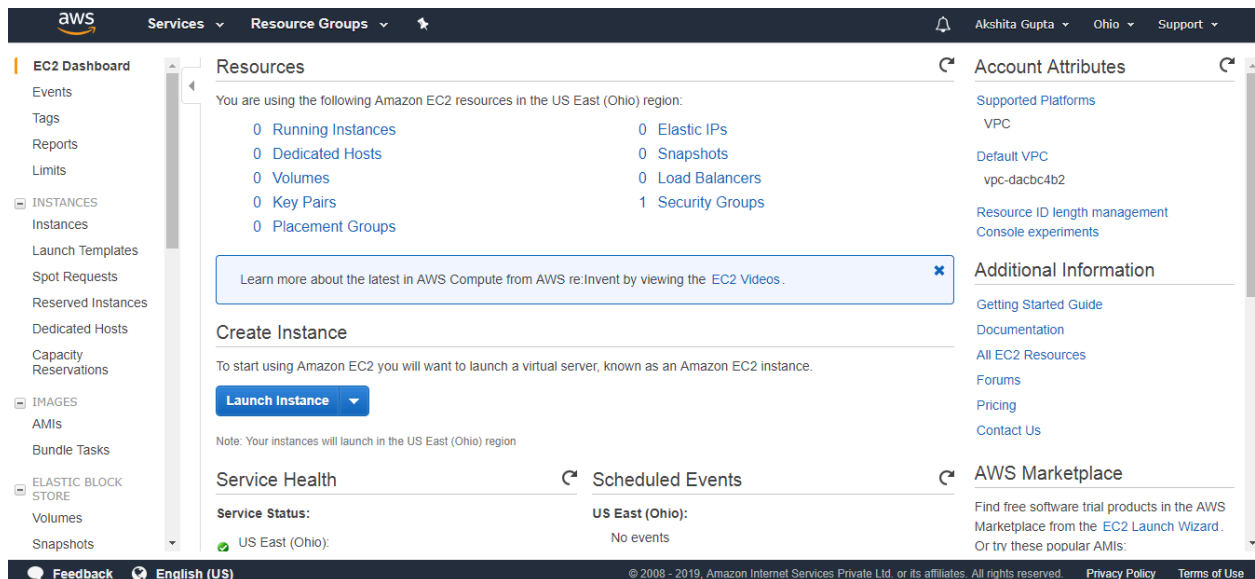 aws Services Resource Groups Akshita Gupta Ohio Support
EC2 Dashboard
Events
Tags
Reports
Limits
INSTANCES
Instances
Launch Templates
Spot Requests
Reserved Instances
Dedicated Hosts
Capacity
Reservations
IMAGES
AMIs
Bundle Tasks
ELASTIC BLOCK
STORE
Volumes
Snapshots
Resources
You are using the following Amazon EC2 resources in the US East (Ohio) region:
0 Running Instances
0 Elastic IPs
0 Dedicated Hosts
0 Snapshots
0 Volumes
0 Load Balancers
0 Key Pairs
1 Security Groups
0 Placement Groups
Learn more about the latest in AWS Compute from AWS re:Invent by viewing the EC2 Videos.
Create Instance
To start using Amazon EC2 you will want to launch a virtual server, known as an Amazon EC2 instance.
Launch Instance
Note: Your instances will launch in the US East (Ohio) region
Service Health
Service Status:
US East (Ohio):
Scheduled Events
US East (Ohio):
No events
Account Attributes
Supported Platforms
VPC
Default VPC
vpc-dacbc4b2
Resource ID length management
Console experiments
Additional Information
Getting Started Guide
Documentation
All EC2 Resources
Forums
Pricing
Contact Us
AWS Marketplace
Find free software trial products in the AWS
Marketplace from the EC2 Launch Wizard.
Or try these popular AMIs:
Feedback English (US) © 2008 - 2019, Amazon Internet Services Private Ltd. or its affiliates. All rights reserved. Privacy Policy Terms of Use